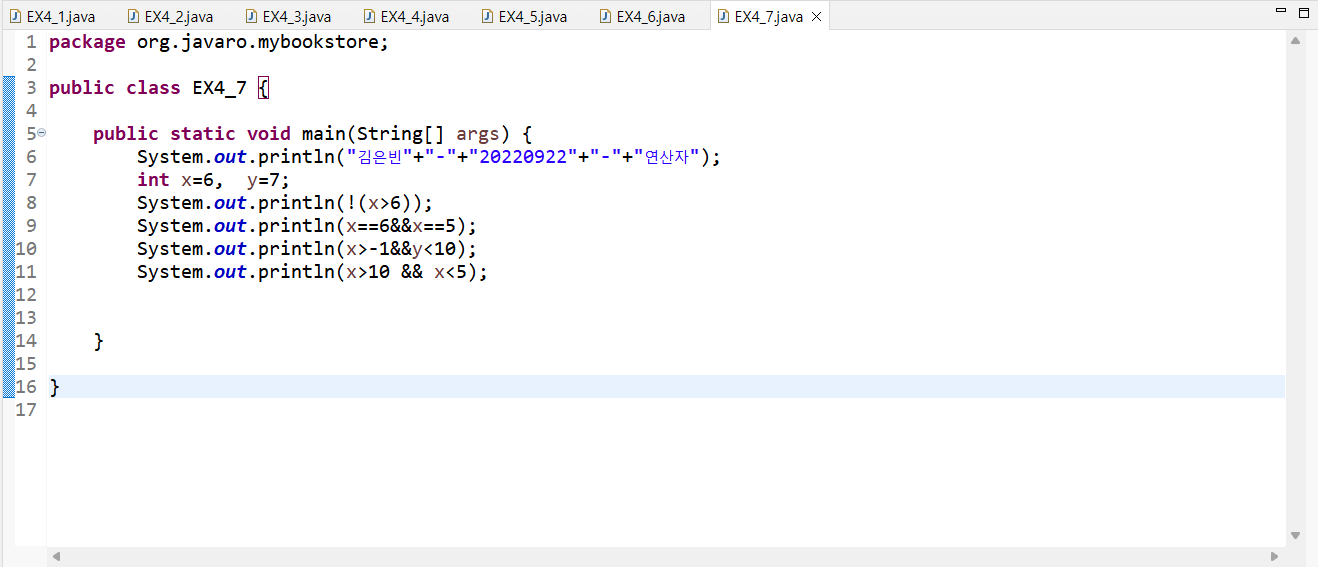 EX4_1.java EX4_2.java EX4_3.java EX4_4.java EX4_5.java EX4_6.java EX4_7.java
1 package org.javaro.mybookstore;
2
3 public class EX4_7 {
4
5 public static void main(String[] args) {
6 System.out.println("김은빈"+"-"+"20220922"+"-"+"연산자");
7 int x=6,  y=7;
8 System.out.println(!(x>6));
9 System.out.println(x==6&&x==5);
10 System.out.println(x>-1&&y<10);
11 System.out.println(x>10 && x<5);
12
13
14 }
15
16 }
17